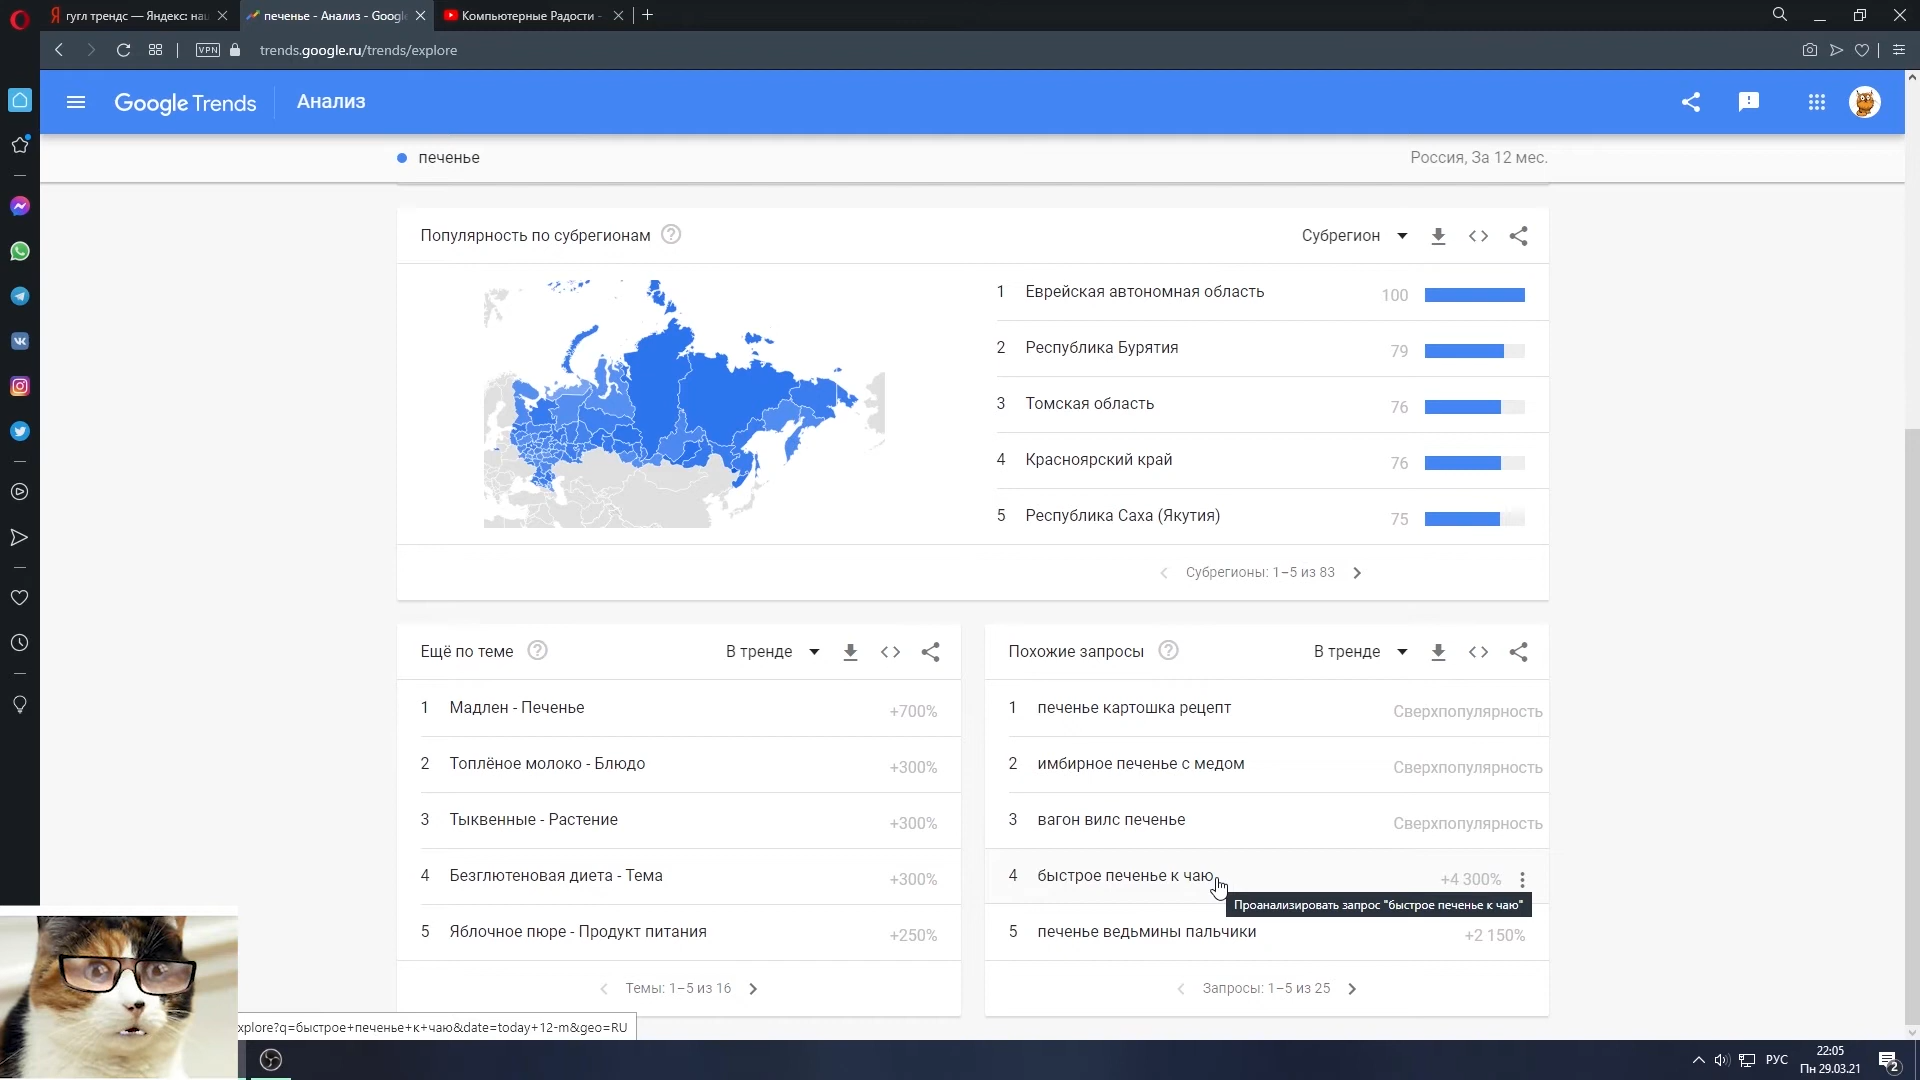 гугл трендс — Яндекс: на
печенье - Анализ - Google
Компьютерные Радости -
VPN
trends.google.ru/trends/explore
Google Trends
Анализ
печенье
Россия, За 12 мес.
Популярность по субрегионам
Субрегион
1 Еврейская автономная область 100
2 Республика Бурятия 79
3 Томская область 76
4 Красноярский край 76
5 Республика Саха (Якутия) 75
Субрегионы: 1–5 из 83
Ещё по теме
В тренде
1 Мадлен - Печенье +700%
2 Топлёное молоко - Блюдо +300%
3 Тыквенные - Растение +300%
4 Безглютеновая диета - Тема +300%
5 Яблочное пюре - Продукт питания +250%
Темы: 1–5 из 16
Похожие запросы
В тренде
1 печенье картошка рецепт Сверхпопулярность
2 имбирное печенье с медом Сверхпопулярность
3 вагон вилс печенье Сверхпопулярность
4 быстрое печенье к чаю +4 300%
Проанализировать запрос "быстрое печенье к чаю"
5 печенье ведьмины пальчики +2 150%
Запросы: 1–5 из 25
xplore?q=быстрое+печенье+к+чаю&date=today+12-m&geo=RU
РУС
22:05
Пн 29.03.21
2